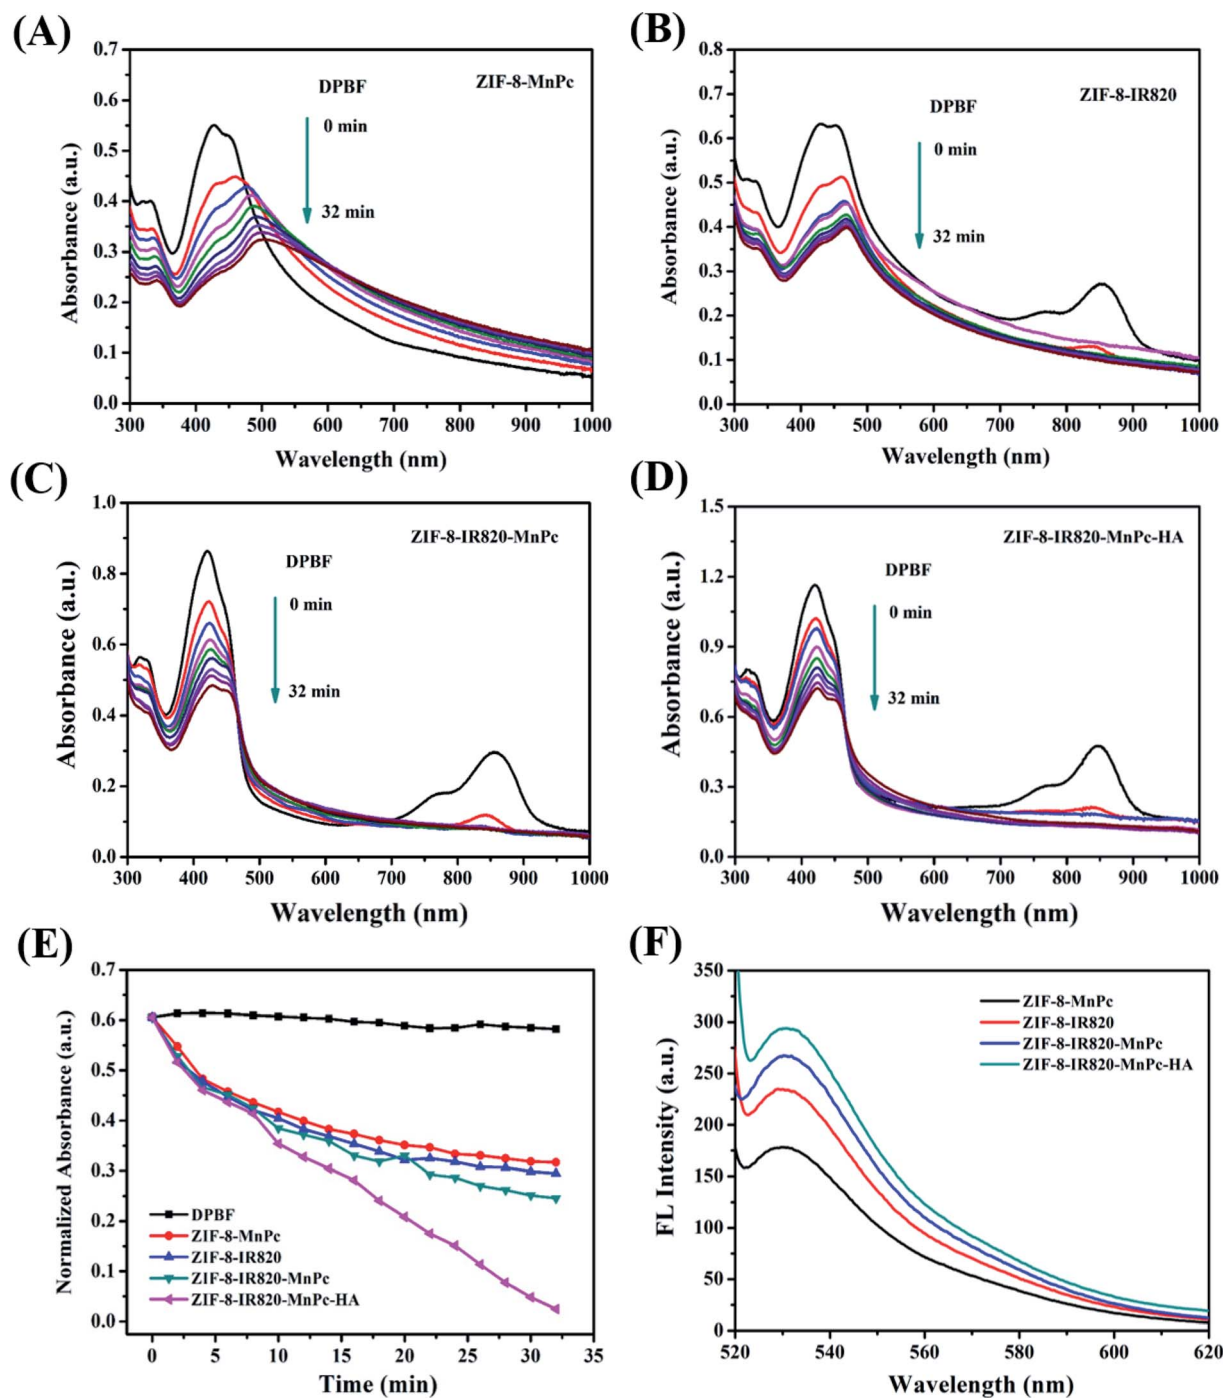 (A)
0.7
0.6
0.5
0.4
0.3
0.2
0.1
0.0
Absorbance (a.u.)
ZIF-8-MnPc
DPBF
0 min
32 min
300 400 500 600 700 800 900 1000
Wavelength (nm)
(B)
0.8
0.7
0.6
0.5
0.4
0.3
0.2
0.1
0.0
Absorbance (a.u.)
ZIF-8-IR820
DPBF
0 min
32 min
300 400 500 600 700 800 900 1000
Wavelength (nm)
(C)
1.0
0.8
0.6
0.4
0.2
0.0
Absorbance (a.u.)
ZIF-8-IR820-MnPc
DPBF
0 min
32 min
300 400 500 600 700 800 900 1000
Wavelength (nm)
(D)
1.5
1.2
0.9
0.6
0.3
0.0
Absorbance (a.u.)
ZIF-8-IR820-MnPc-HA
DPBF
0 min
32 min
300 400 500 600 700 800 900 1000
Wavelength (nm)
(E)
0.7
0.6
0.5
0.4
0.3
0.2
0.1
0.0
Normalized Absorbance (a.u.)
DPBF
ZIF-8-MnPc
ZIF-8-IR820
ZIF-8-IR820-MnPc
ZIF-8-IR820-MnPc-HA
0 5 10 15 20 25 30 35
Time (min)
(F)
350
300
250
200
150
100
50
0
FL Intensity (a.u.)
ZIF-8-MnPc
ZIF-8-IR820
ZIF-8-IR820-MnPc
ZIF-8-IR820-MnPc-HA
520 540 560 580 600 620
Wavelength (nm)